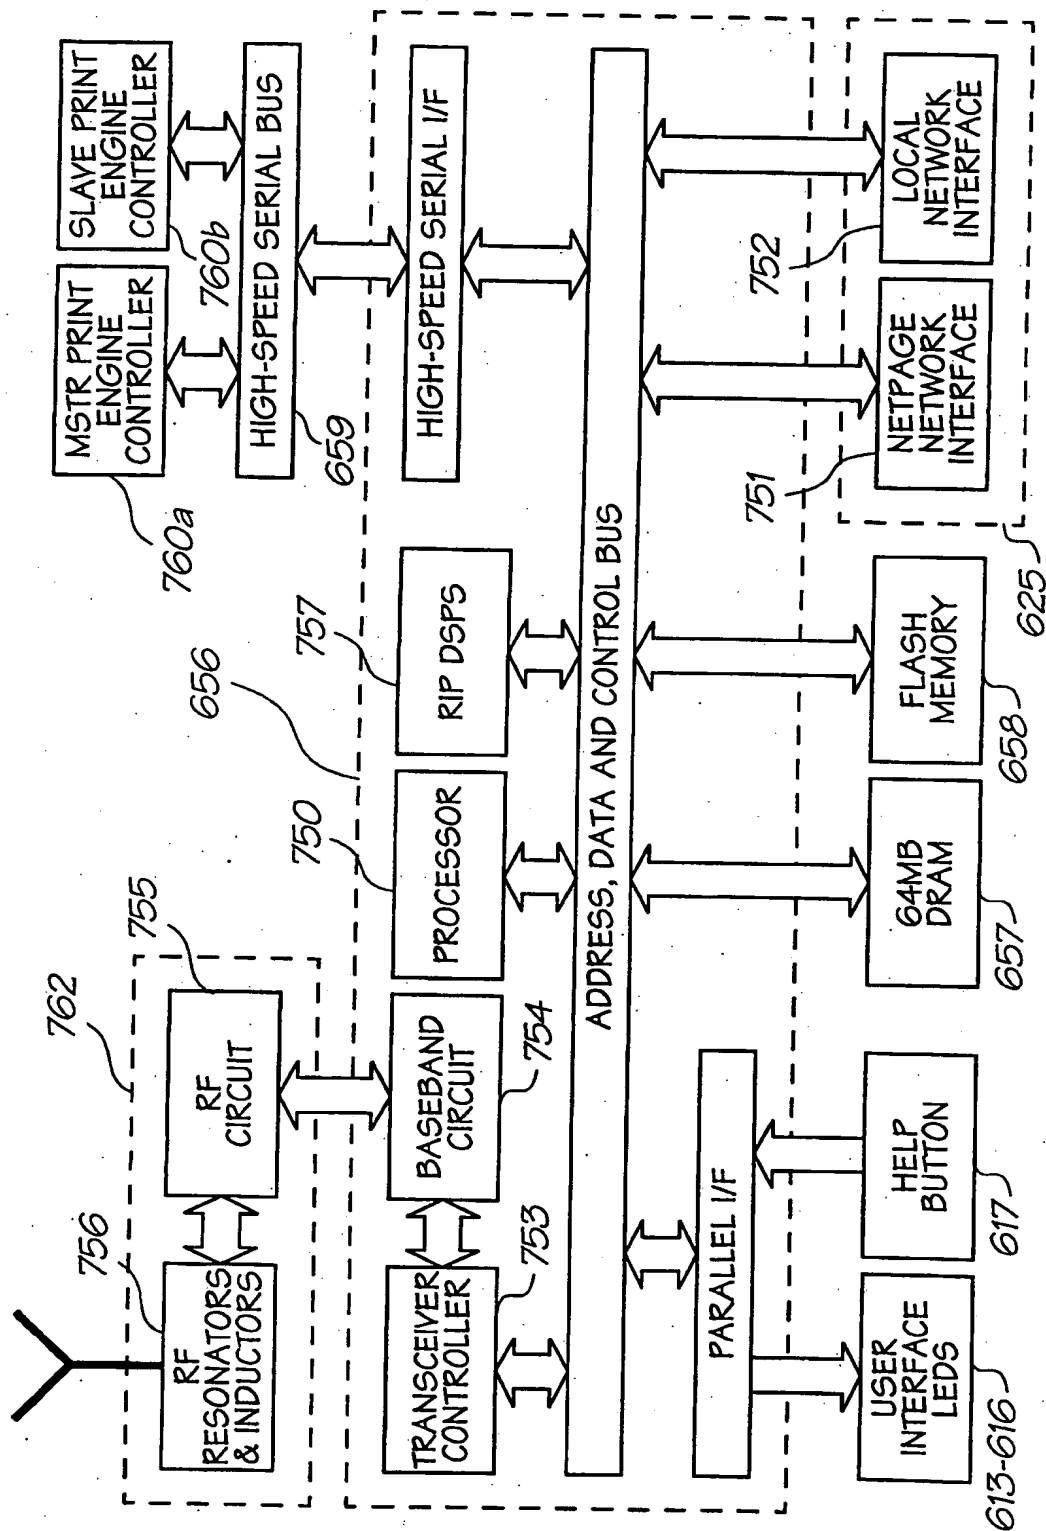 762
756
RF
RESONATORS
& INDUCTORS
755
RF
CIRCUIT
MSTR PRINT
ENGINE
CONTROLLER
760a
SLAVE PRINT
ENGINE
CONTROLLER
760b
HIGH-SPEED SERIAL BUS
659
656
TRANSCEIVER
CONTROLLER
753
BASEBAND
CIRCUIT
754
750
PROCESSOR
757
RIP DSPS
HIGH-SPEED SERIAL I/F
ADDRESS, DATA AND CONTROL BUS
PARALLEL I/F
751
752
USER
INTERFACE
LEDS
613-616
HELP
BUTTON
617
64MB
DRAM
657
FLASH
MEMORY
658
NETPAGE
NETWORK
INTERFACE
LOCAL
NETWORK
INTERFACE
625